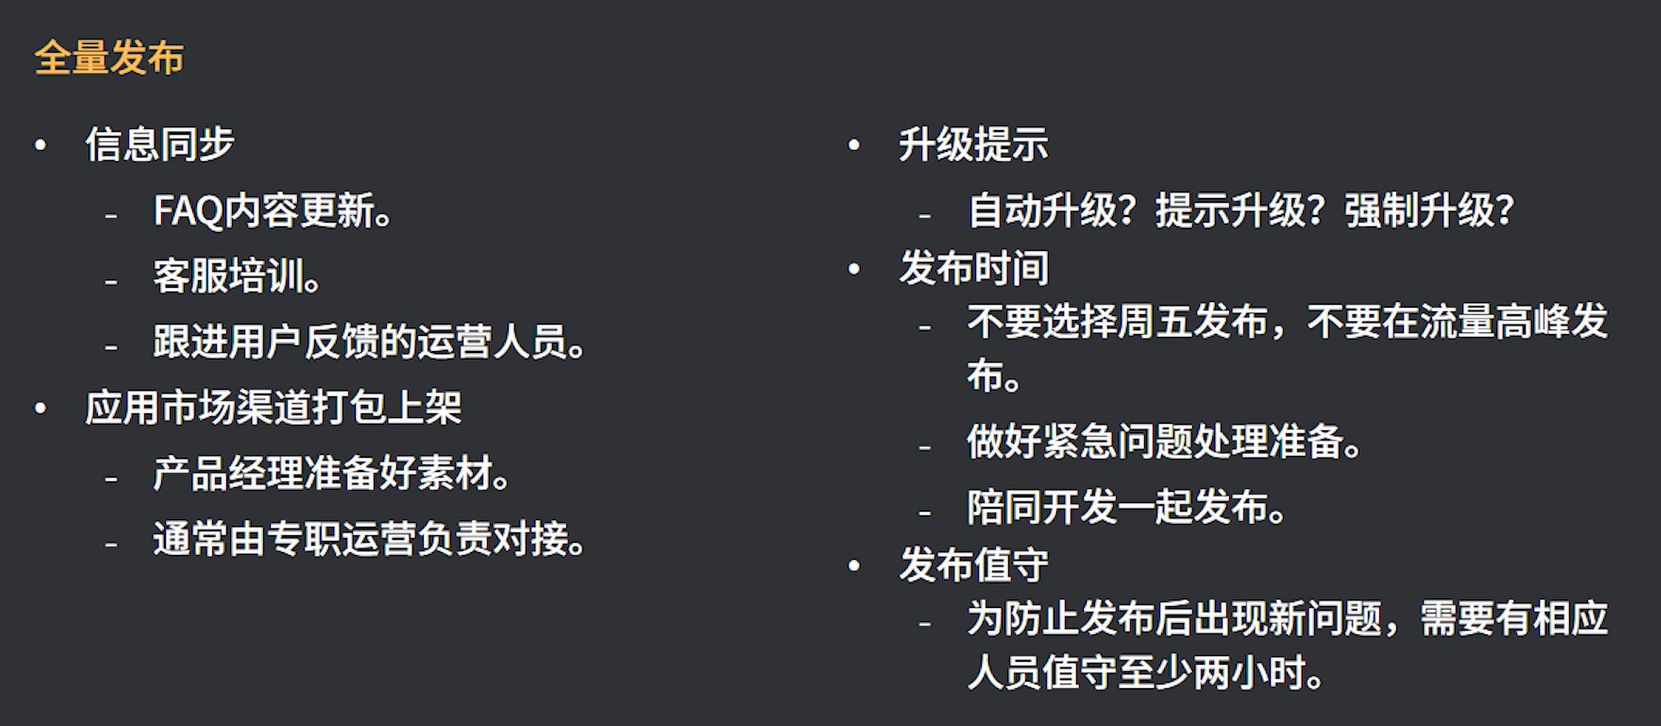 全量发布
• 信息同步
- FAQ内容更新。
- 客服培训。
- 跟进用户反馈的运营人员。
• 应用市场渠道打包上架
- 产品经理准备好素材。
- 通常由专职运营负责对接。
• 升级提示
- 自动升级？提示升级？强制升级？
• 发布时间
- 不要选择周五发布，不要在流量高峰发
布。
- 做好紧急问题处理准备。
- 陪同开发一起发布。
• 发布值守
- 为防止发布后出现新问题，需要有相应
人员值守至少两小时。